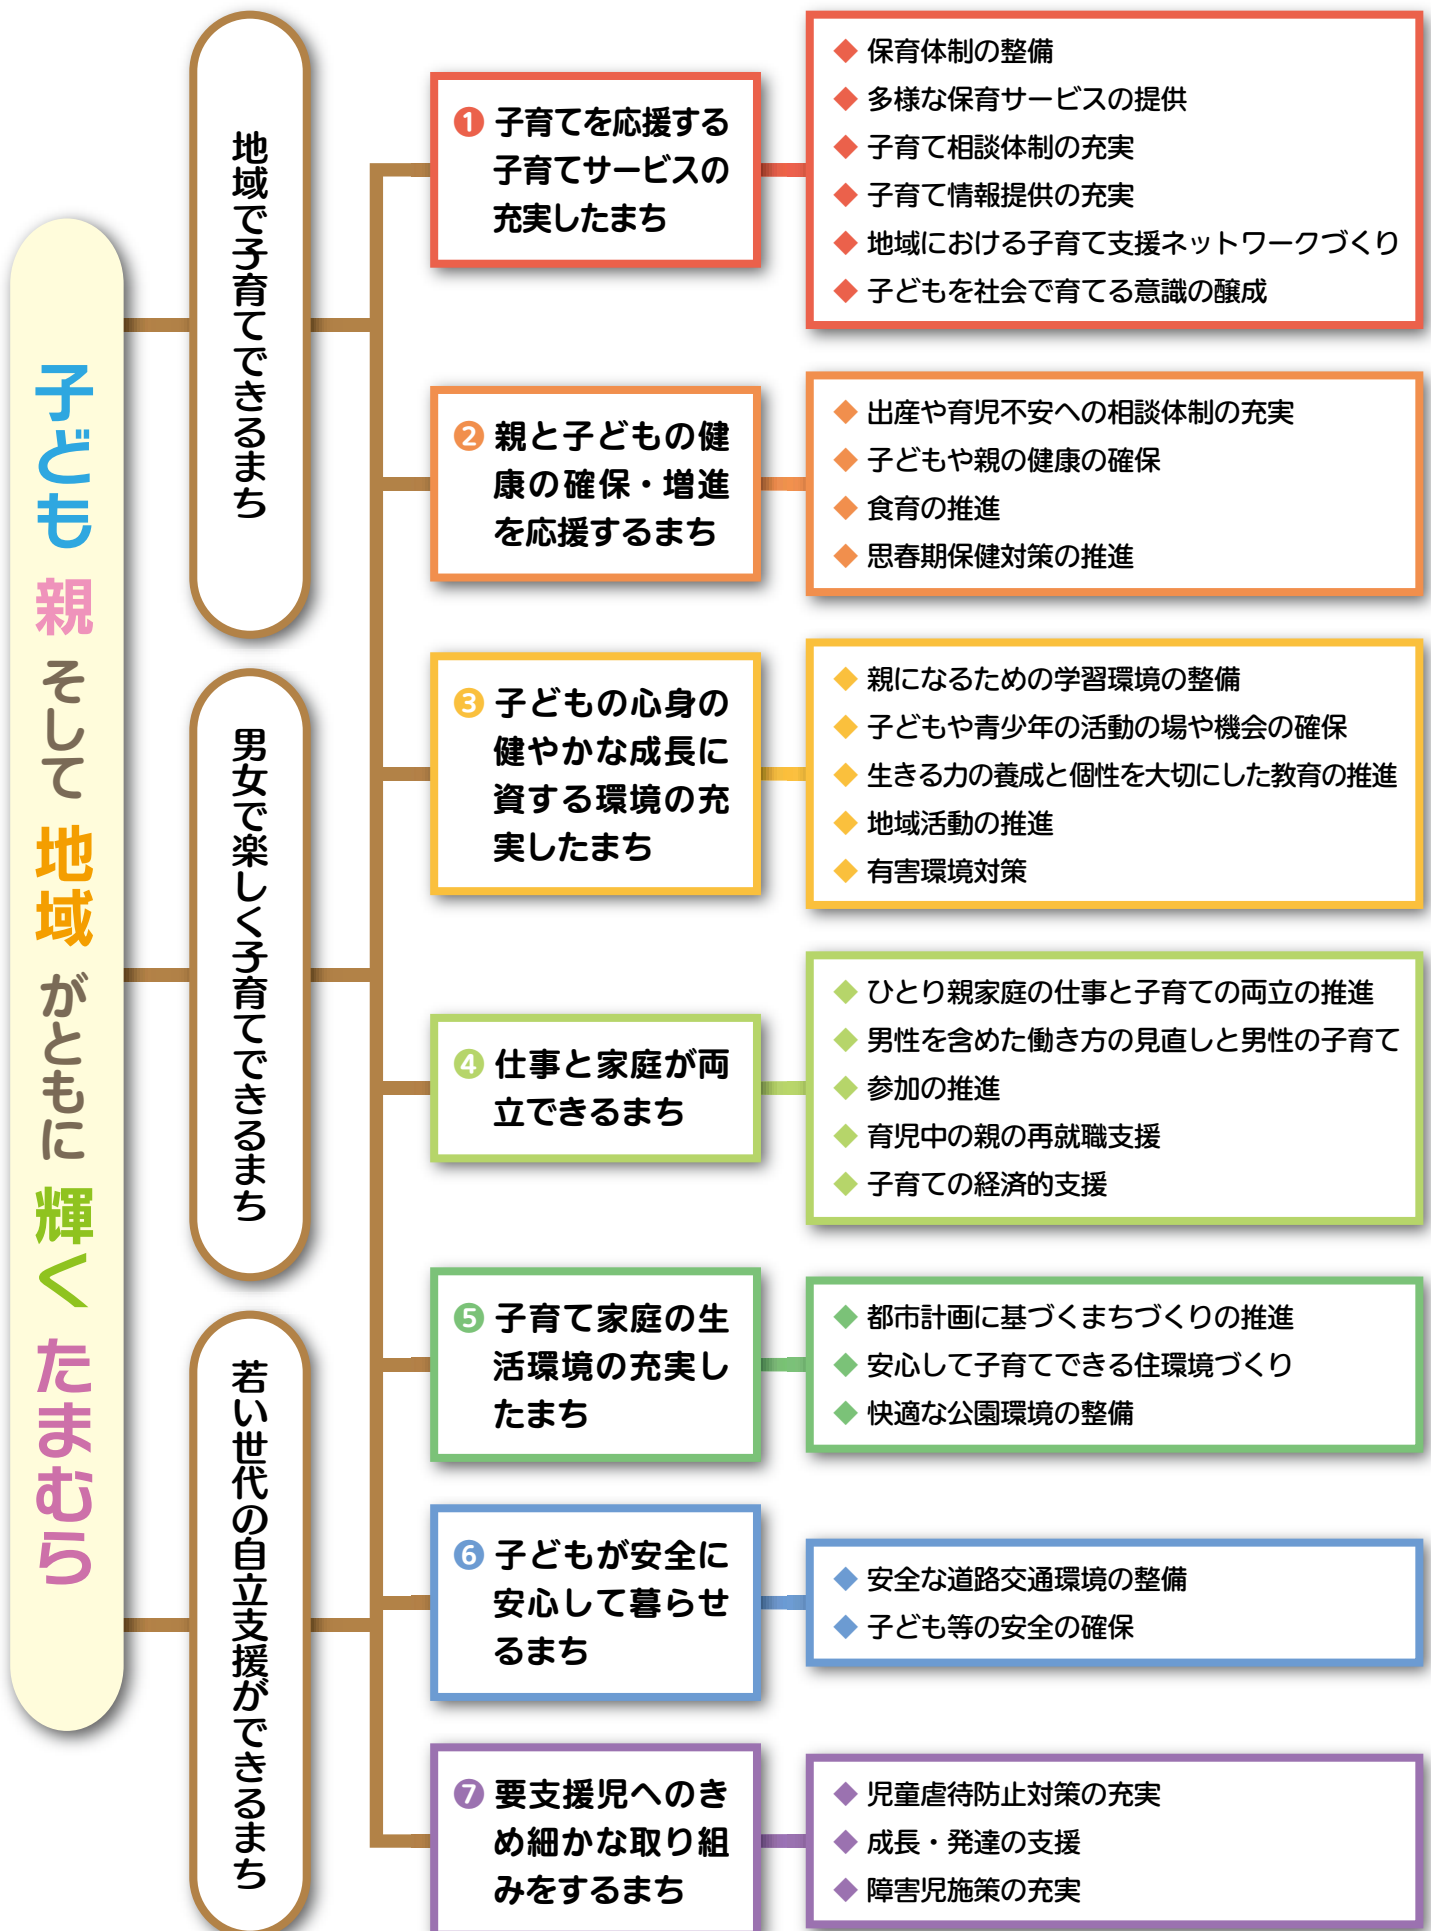 子ども 親 そして 地域 がともに 輝く たまむら
地域で子育てできるまち
男女で楽しく子育てできるまち
若い世代の自立支援ができるまち
❶ 子育てを応援する
子育てサービスの
充実したまち
◆ 保育体制の整備
◆ 多様な保育サービスの提供
◆ 子育て相談体制の充実
◆ 子育て情報提供の充実
◆ 地域における子育て支援ネットワークづくり
◆ 子どもを社会で育てる意識の醸成
❷ 親と子どもの健
康の確保・増進
を応援するまち
◆ 出産や育児不安への相談体制の充実
◆ 子どもや親の健康の確保
◆ 食育の推進
◆ 思春期保健対策の推進
❸ 子どもの心身の
健やかな成長に
資する環境の充
実したまち
◆ 親になるための学習環境の整備
◆ 子どもや青少年の活動の場や機会の確保
◆ 生きる力の養成と個性を大切にした教育の推進
◆ 地域活動の推進
◆ 有害環境対策
❹ 仕事と家庭が両
立できるまち
◆ ひとり親家庭の仕事と子育ての両立の推進
◆ 男性を含めた働き方の見直しと男性の子育て
◆ 参加の推進
◆ 育児中の親の再就職支援
◆ 子育ての経済的支援
❺ 子育て家庭の生
活環境の充実し
たまち
◆ 都市計画に基づくまちづくりの推進
◆ 安心して子育てできる住環境づくり
◆ 快適な公園環境の整備
❻ 子どもが安全に
安心して暮らせ
るまち
◆ 安全な道路交通環境の整備
◆ 子ども等の安全の確保
❼ 要支援児へのき
め細かな取り組
みをするまち
◆ 児童虐待防止対策の充実
◆ 成長・発達の支援
◆ 障害児施策の充実